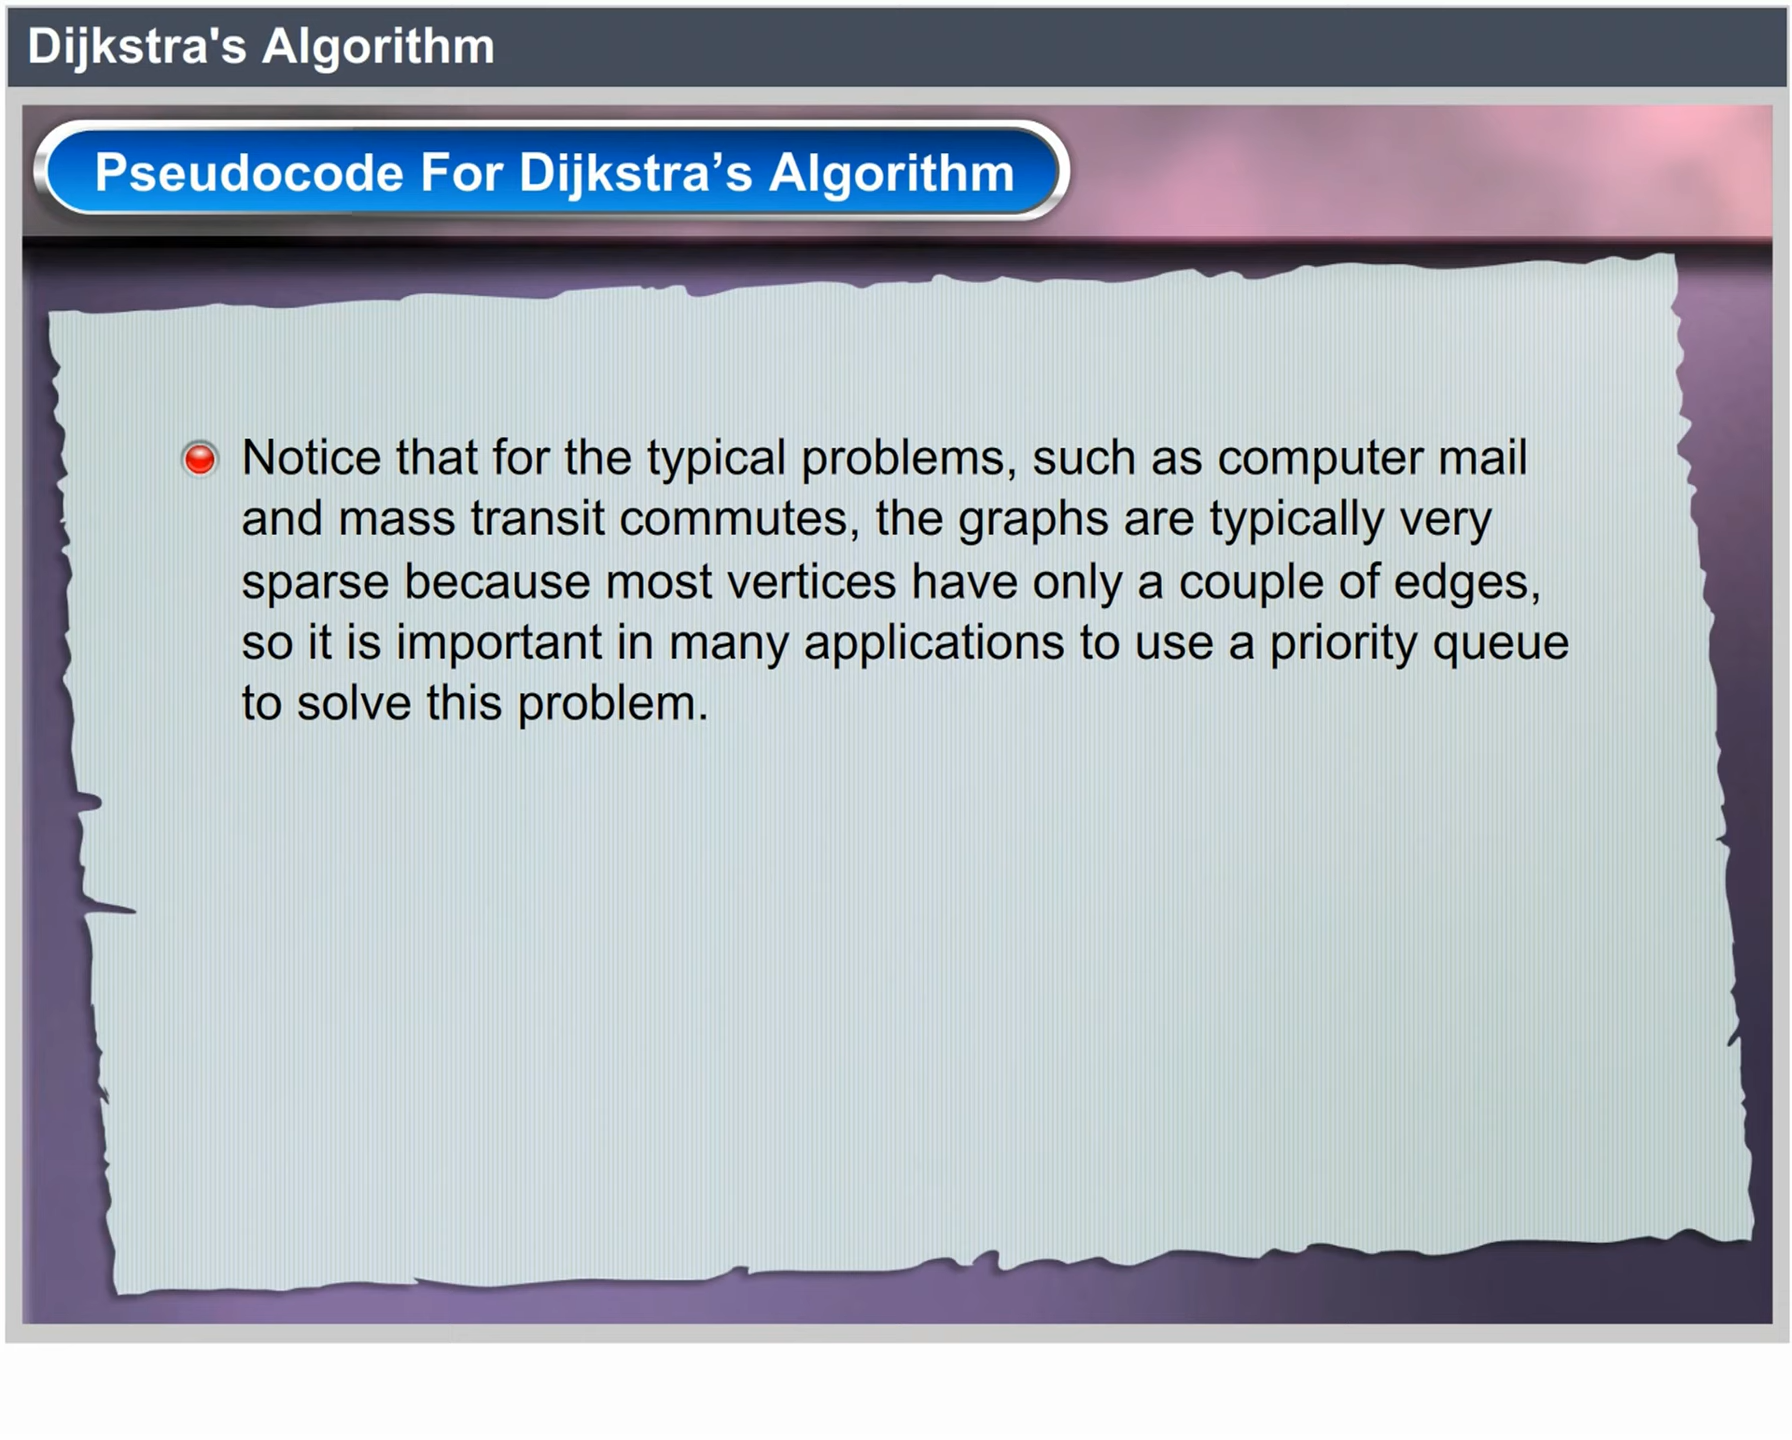 Dijkstra's Algorithm
Pseudocode For Dijkstra’s Algorithm
Notice that for the typical problems, such as computer mail
and mass transit commutes, the graphs are typically very
sparse because most vertices have only a couple of edges,
so it is important in many applications to use a priority queue
to solve this problem.